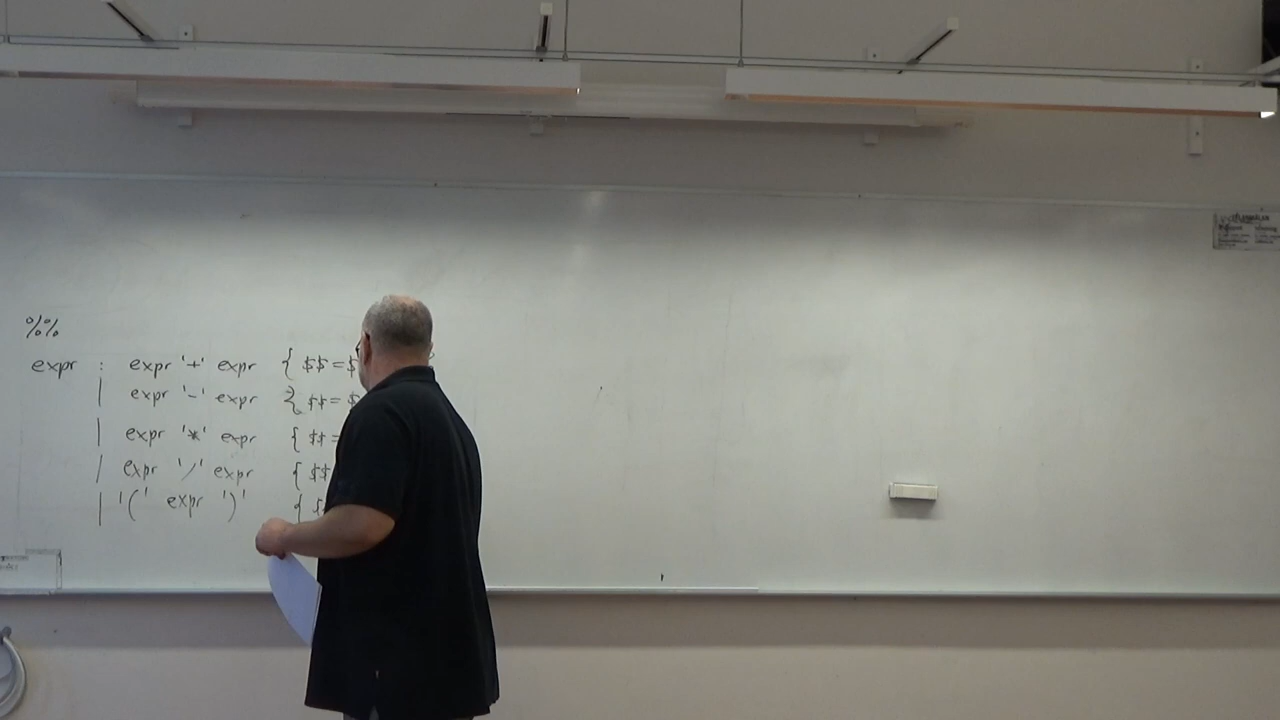 %%
expr : expr '+' expr { $$ = $
| expr '-' expr { $$ = $
| expr '*' expr { $$ =
| expr '/' expr { $$
| '(' expr ')' { $